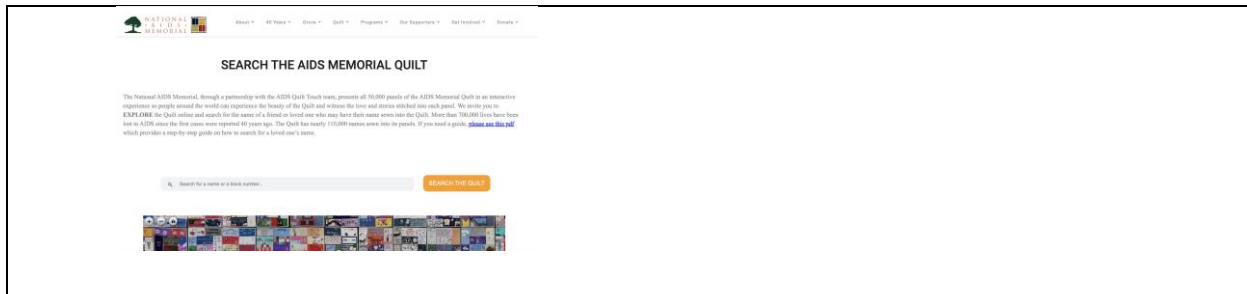 NATIONAL
AIDS
MEMORIAL
About
40 Years
Grove
Quilt
Programs
Our Supporters
Get Involved
Donate
SEARCH THE AIDS MEMORIAL QUILT
The National AIDS Memorial, through a partnership with the AIDS Quilt Touch team, presents all 50,000 panels of the AIDS Memorial Quilt in an interactive
experience so people around the world can experience the beauty of the Quilt and witness the love and stories stitched into each panel. We invite you to
EXPLORE the Quilt online and search for the name of a friend or loved one who may have their name sewn into the Quilt. More than 700,000 lives have been
lost to AIDS since the first cases were reported 40 years ago. The Quilt has nearly 110,000 names sewn into its panels. If you need a guide, please use this pdf
which provides a step-by-step guide on how to search for a loved one's name.
Search for a name or a block number...
SEARCH THE QUILT